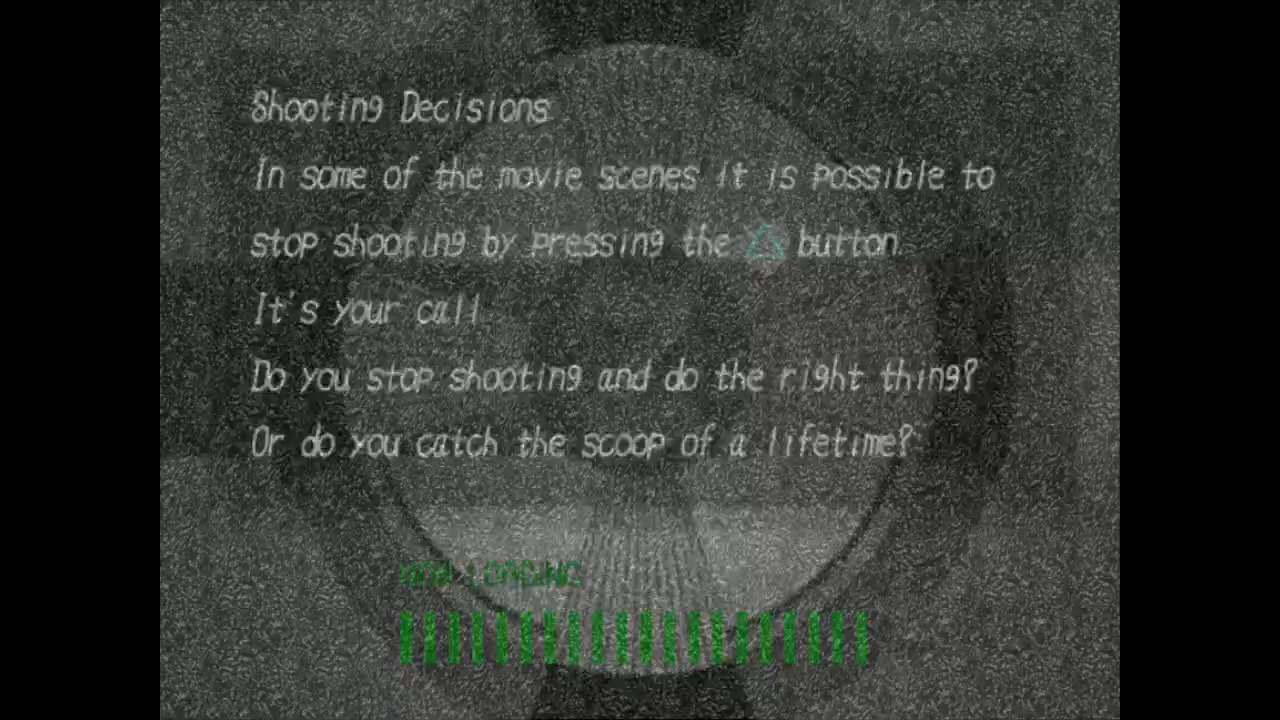 Shooting Decisions
In some of the movie scenes it is possible to
stop shooting by pressing the △ button
It's your call
Do you stop shooting and do the right thing?
Or do you catch the scoop of a lifetime?
NOW LOADING